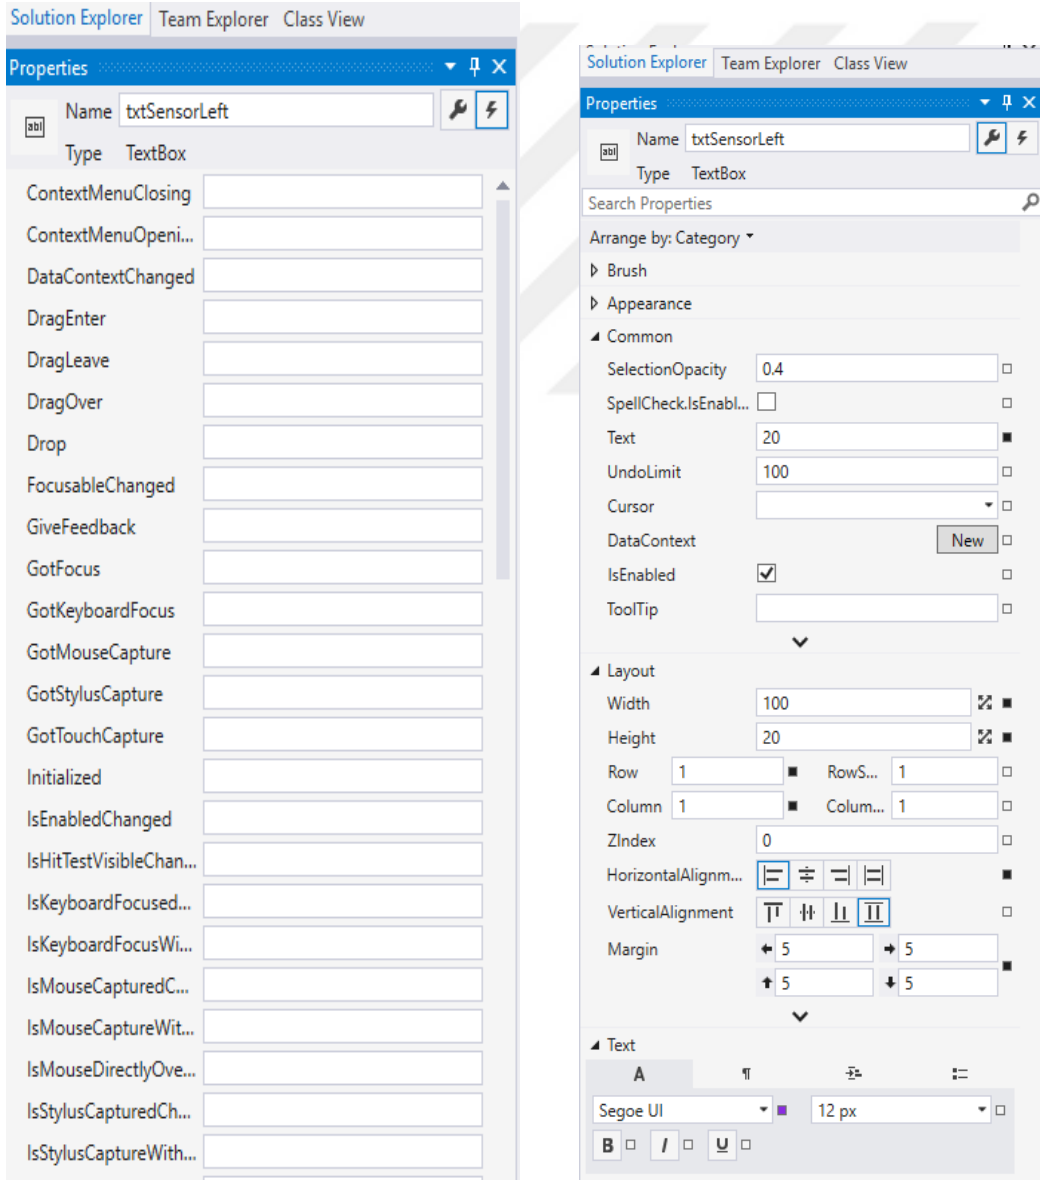 Solution Explorer Team Explorer Class View
Properties
Name txtSensorLeft
abl
Type TextBox
ContextMenuClosing
ContextMenuOpeni...
DataContextChanged
DragEnter
DragLeave
DragOver
Drop
FocusableChanged
GiveFeedback
GotFocus
GotKeyboardFocus
GotMouseCapture
GotStylusCapture
GotTouchCapture
Initialized
IsEnabledChanged
IsHitTestVisibleChan...
IsKeyboardFocused...
IsKeyboardFocusWi...
IsMouseCapturedC...
IsMouseCaptureWit...
IsMouseDirectlyOve...
IsStylusCapturedCh...
IsStylusCaptureWith...
Solution Explorer Team Explorer Class View
Properties
Name txtSensorLeft
abl
Type TextBox
Search Properties
Arrange by: Category
Brush
Appearance
Common
SelectionOpacity 0.4
SpellCheck.IsEnabl...
Text 20
UndoLimit 100
Cursor
DataContext New
IsEnabled
ToolTip
Layout
Width 100
Height 20
Row 1 RowS... 1
Column 1 Colum... 1
ZIndex 0
HorizontalAlignm...
VerticalAlignment
Margin 5 5
5 5
Text
A ¶
Segoe UI 12 px
B I U